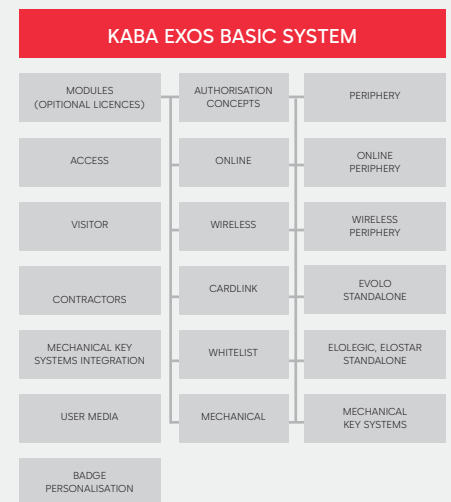 KABA EXOS BASIC SYSTEM
MODULES
(OPITIONAL LICENCES)
AUTHORISATION
CONCEPTS
PERIPHERY
ACCESS
ONLINE
ONLINE
PERIPHERY
VISITOR
WIRELESS
WIRELESS
PERIPHERY
CONTRACTORS
CARDLINK
EVOLO
STANDALONE
MECHANICAL KEY
SYSTEMS INTEGRATION
WHITELIST
ELOLEGIC, ELOSTAR
STANDALONE
USER MEDIA
MECHANICAL
MECHANICAL
KEY SYSTEMS
BADGE
PERSONALISATION